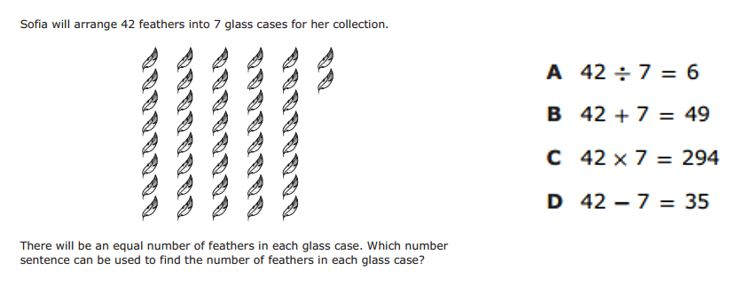 Sofia will arrange 42 feathers into 7 glass cases for her collection.
There will be an equal number of feathers in each glass case. Which number
sentence can be used to find the number of feathers in each glass case?
A 42 ÷ 7 = 6
B 42 + 7 = 49
C 42 × 7 = 294
D 42 – 7 = 35